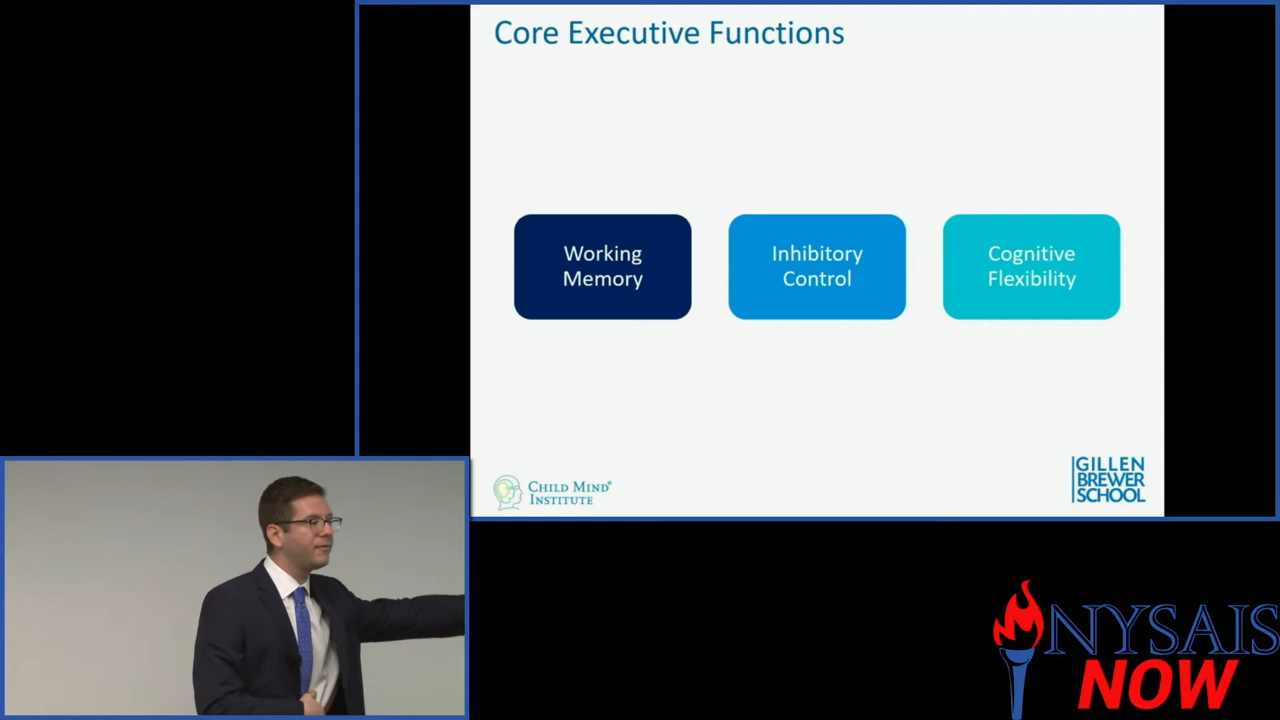 Core Executive Functions
Working
Memory
Inhibitory
Control
Cognitive
Flexibility
CHILD MIND®
INSTITUTE
GILLEN
BREWER
SCHOOL
NYSAIS
NOW